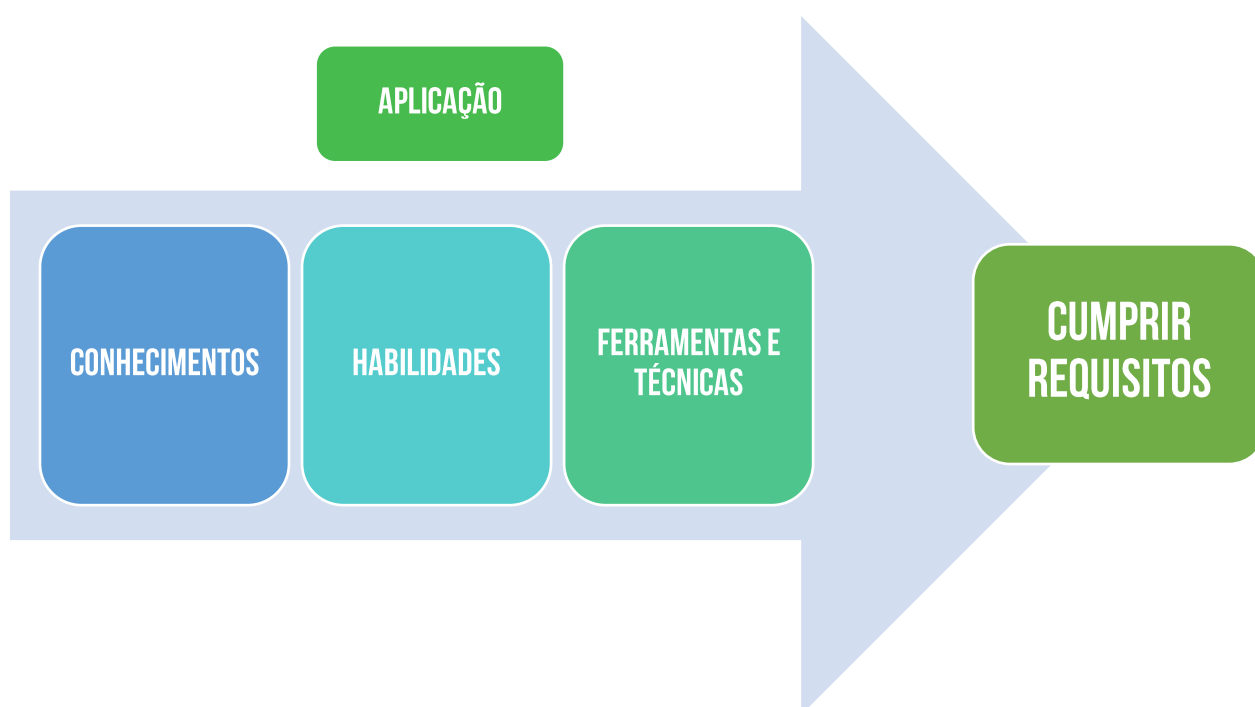 APLICAÇÃO
CONHECIMENTOS
HABILIDADES
FERRAMENTAS E
TÉCNICAS
CUMPRIR
REQUISITOS